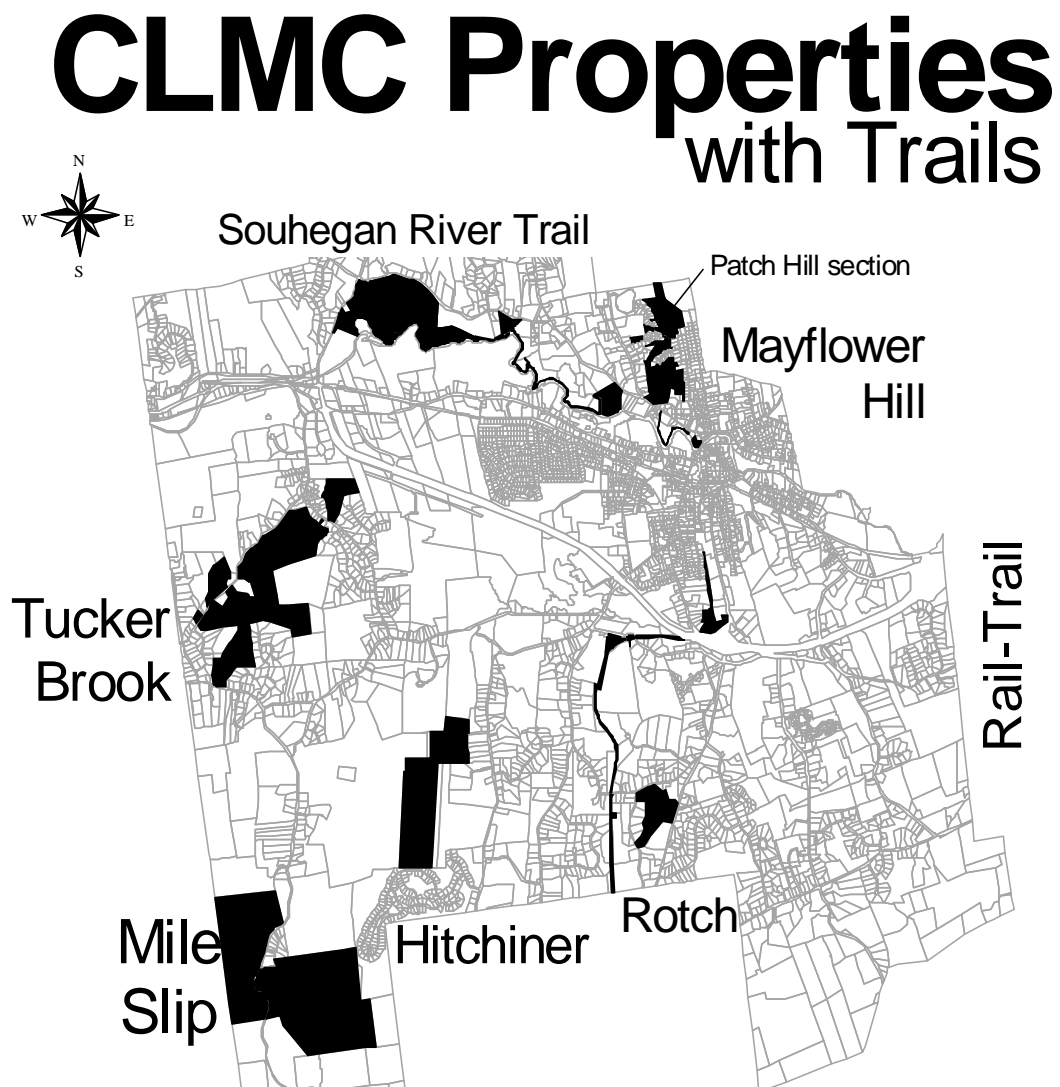 CLMC Properties
with Trails
N
W
E
S
Souhegan River Trail
Patch Hill section
Mayflower
Hill
Tucker
Brook
Rail-Trail
Mile
Slip
Hitchiner
Rotch